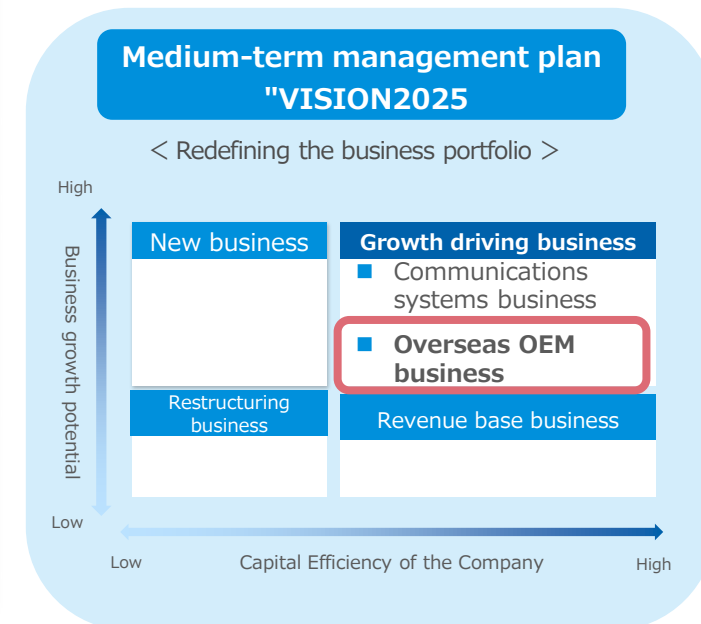 Medium-term management plan
"VISION2025
＜Redefining the business portfolio＞
High
Business growth potential
Low
New business
Growth driving business
■ Communications
systems business
■ Overseas OEM
business
Restructuring
business
Revenue base business
Low
Capital Efficiency of the Company
High